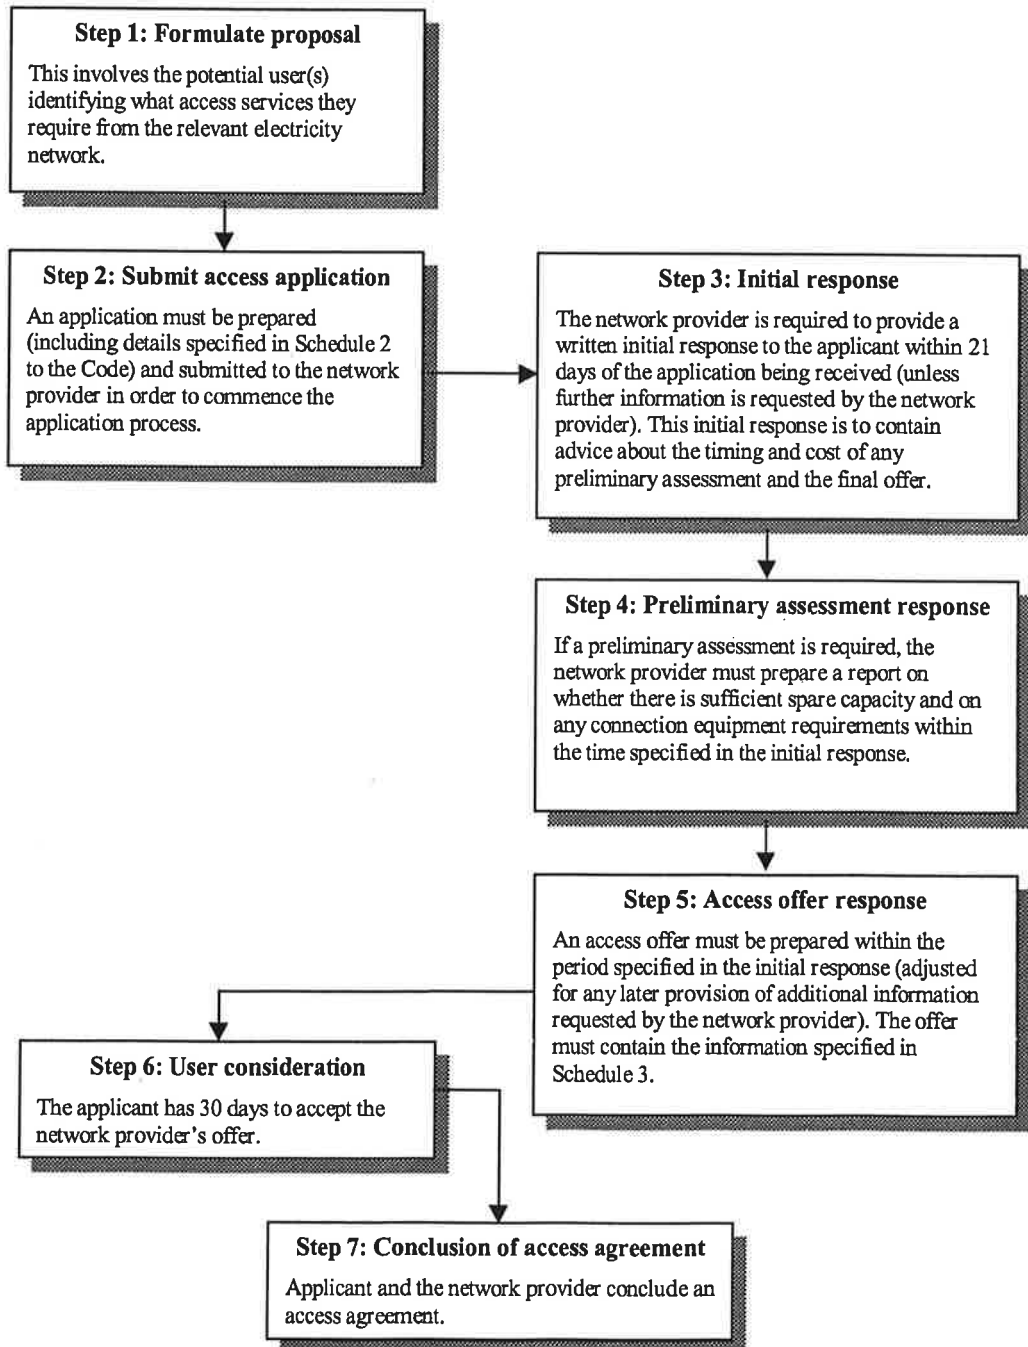 Step 1: Formulate proposal
This involves the potential user(s)
identifying what access services they
require from the relevant electricity
network.
Step 2: Submit access application
An application must be prepared
(including details specified in Schedule 2
to the Code) and submitted to the network
provider in order to commence the
application process.
Step 3: Initial response
The network provider is required to provide a
written initial response to the applicant within 21
days of the application being received (unless
further information is requested by the network
provider). This initial response is to contain
advice about the timing and cost of any
preliminary assessment and the final offer.
Step 4: Preliminary assessment response
If a preliminary assessment is required, the
network provider must prepare a report on
whether there is sufficient spare capacity and on
any connection equipment requirements within
the time specified in the initial response.
Step 5: Access offer response
An access offer must be prepared within the
period specified in the initial response (adjusted
for any later provision of additional information
requested by the network provider). The offer
must contain the information specified in
Schedule 3.
Step 6: User consideration
The applicant has 30 days to accept the
network provider's offer.
Step 7: Conclusion of access agreement
Applicant and the network provider conclude an
access agreement.